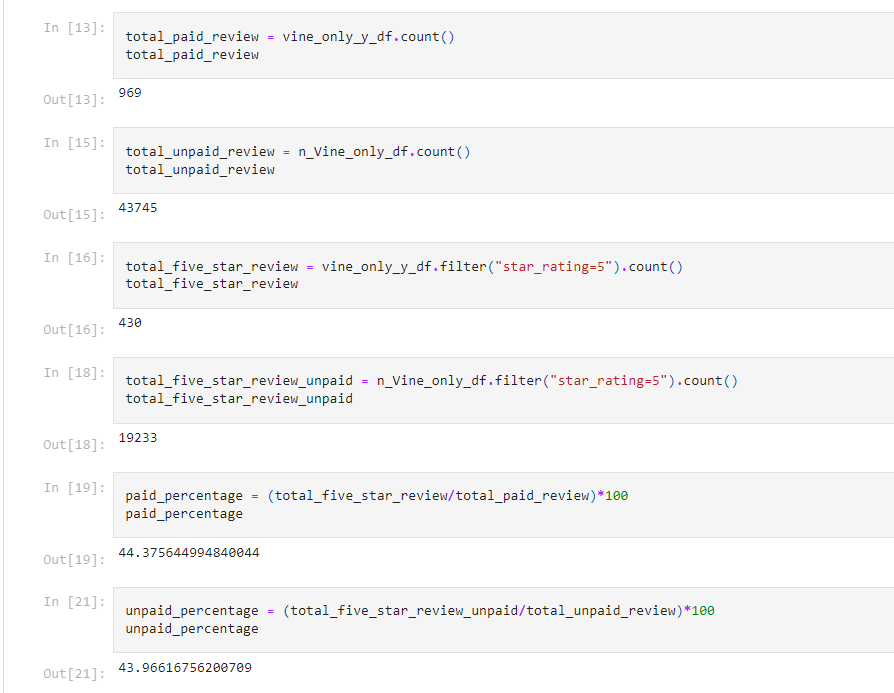 In [13]:
total_paid_review = vine_only_y_df.count()
total_paid_review
Out[13]:
969
In [15]:
total_unpaid_review = n_Vine_only_df.count()
total_unpaid_review
Out[15]:
43745
In [16]:
total_five_star_review = vine_only_y_df.filter("star_rating=5").count()
total_five_star_review
Out[16]:
430
In [18]:
total_five_star_review_unpaid = n_Vine_only_df.filter("star_rating=5").count()
total_five_star_review_unpaid
Out[18]:
19233
In [19]:
paid_percentage = (total_five_star_review/total_paid_review)*100
paid_percentage
Out[19]:
44.375644994840044
In [21]:
unpaid_percentage = (total_five_star_review_unpaid/total_unpaid_review)*100
unpaid_percentage
Out[21]:
43.96616756200709